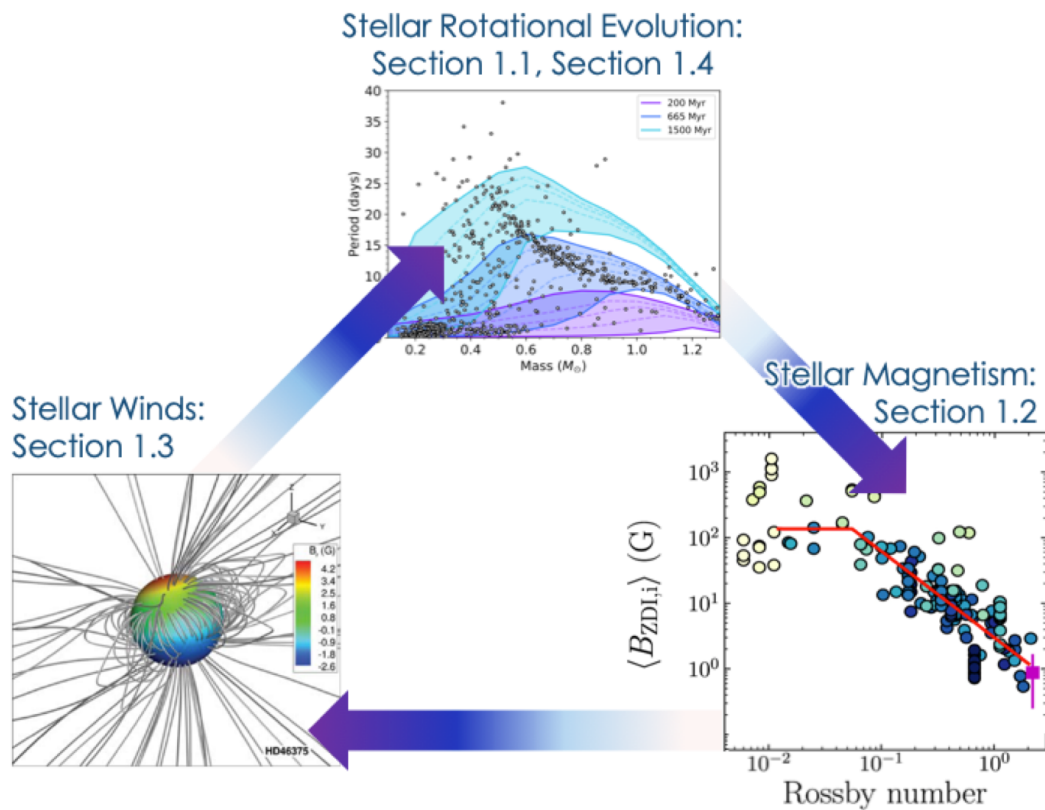 Stellar Rotational Evolution:
Section 1.1, Section 1.4
40
35
30
25
20
15
10
Period (days)
200 Myr
665 Myr
1500 Myr
0.2 0.4 0.6 0.8 1.0 1.2
Mass (M⊙)
Stellar Magnetism:
Section 1.2
10³
10²
10¹
10⁰
⟨B_ZDI,i⟩ (G)
10⁻² 10⁻¹ 10⁰
Rossby number
Stellar Winds:
Section 1.3
Z
Y
X
B_r (G)
4.2
3.4
2.5
1.6
0.8
-0.1
-0.9
-1.8
-2.6
HD46375